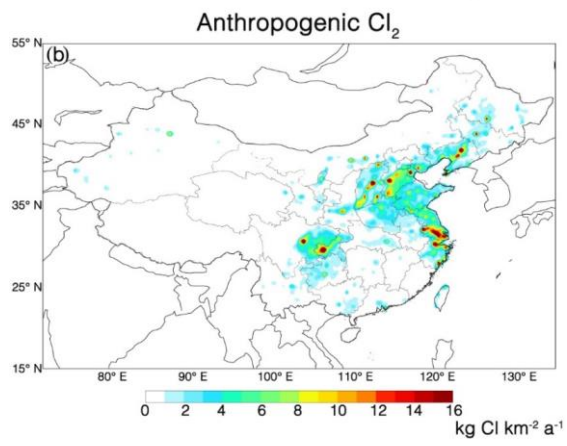 Anthropogenic Cl₂
(b)
55° N
45° N
35° N
25° N
15° N
80° E 90° E 100° E 110° E 120° E 130° E
0 2 4 6 8 10 12 14 16
kg Cl km⁻² a⁻¹